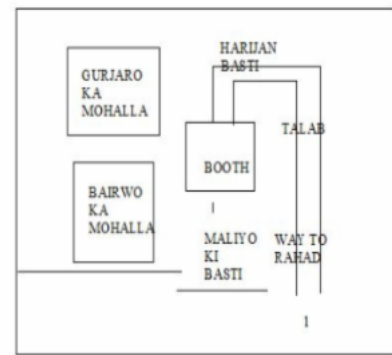 HARIJAN
BASTI
GURJARO
KA
MOHALLA
TALAB
BOOTH
BAIRWO
KA
MOHALLA
MALIYO
KI
BASTI
WAY TO
RAHAD
1